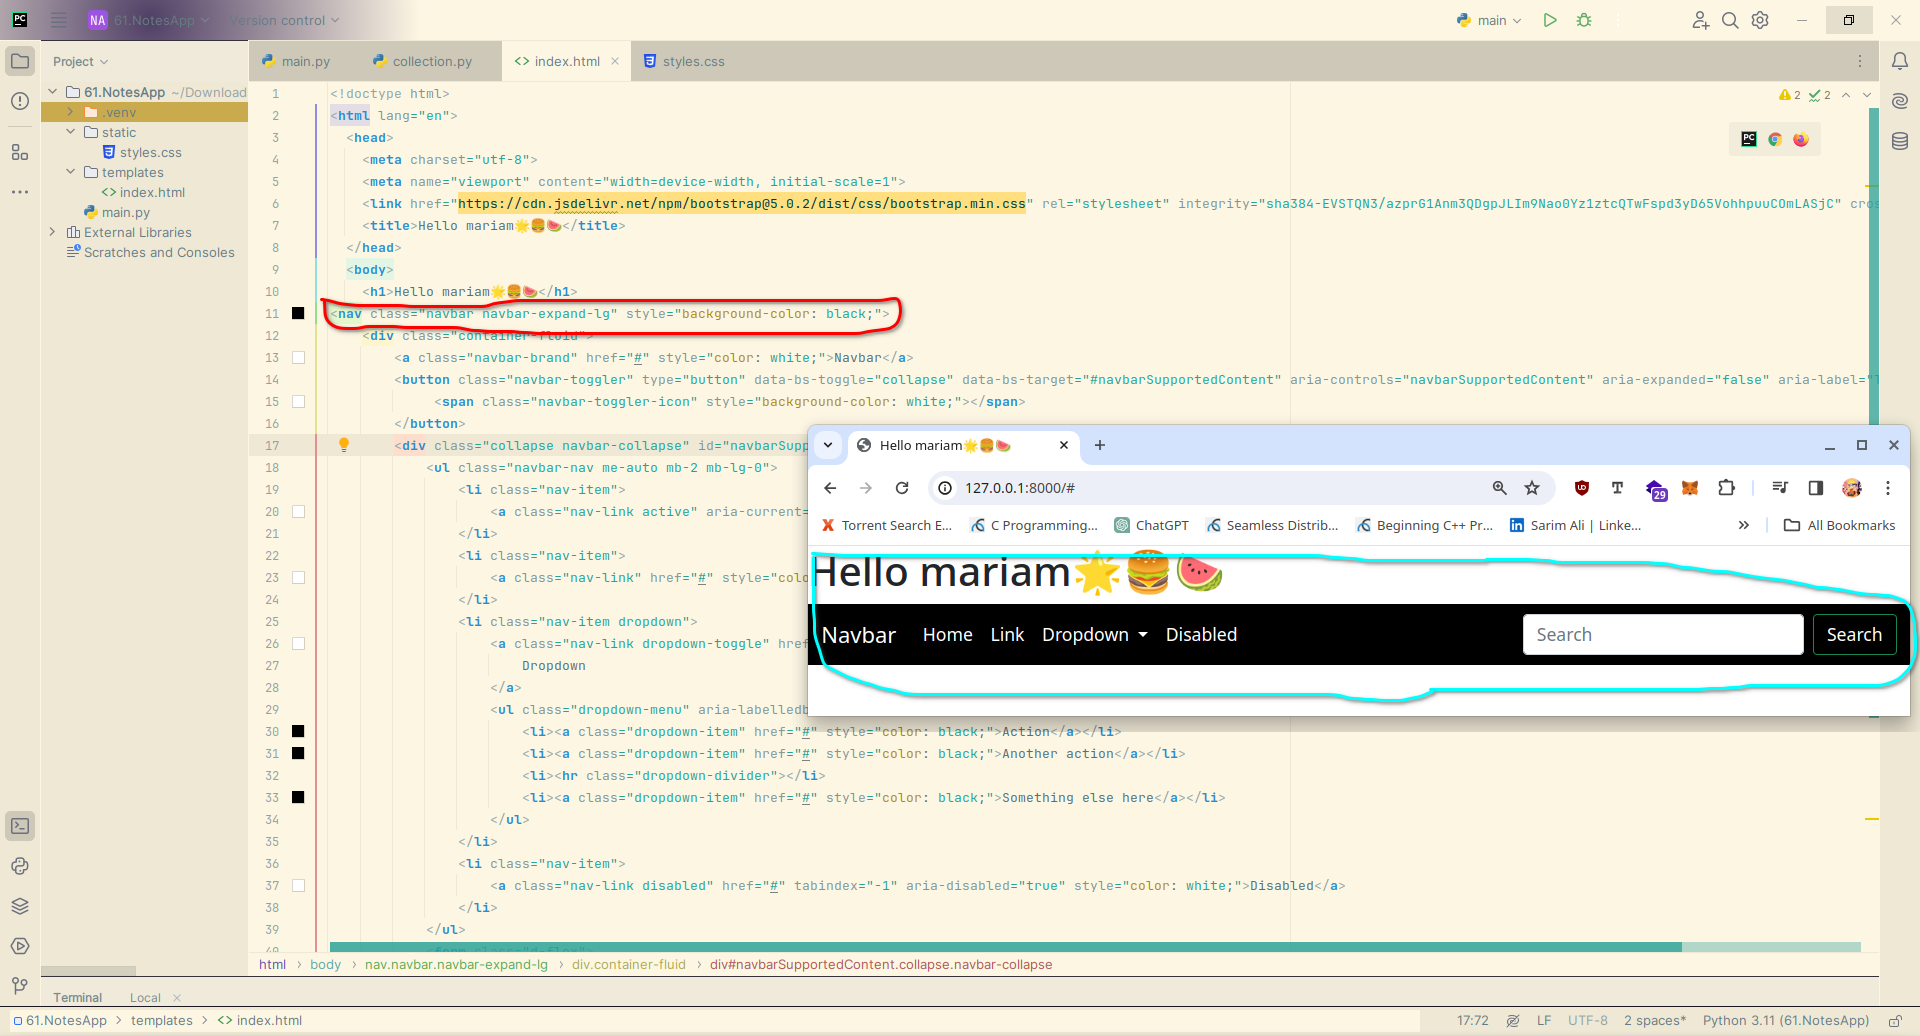 PC NA 61.NotesApp Version control main
Project
main.py collection.py index.html styles.css
61.NotesApp ~/Download
.venv
static
styles.css
templates
index.html
main.py
External Libraries
Scratches and Consoles
2 2
1 <!doctype html>
2 <html lang="en">
3 <head>
4 <meta charset="utf-8">
5 <meta name="viewport" content="width=device-width, initial-scale=1">
6 <link href="https://cdn.jsdelivr.net/npm/bootstrap@5.0.2/dist/css/bootstrap.min.css" rel="stylesheet" integrity="sha384-EVSTQN3/azprG1Anm3QDgpJLIm9Nao0Yz1ztcQTwFspd3yD65VohhpuuCOmLASjC" cros
7 <title>Hello mariam🌟🍔🍉</title>
8 </head>
9 <body>
10 <h1>Hello mariam🌟🍔🍉</h1>
11 <nav class="navbar navbar-expand-lg" style="background-color: black;">
12 <div class="container-fluid">
13 <a class="navbar-brand" href="#" style="color: white;">Navbar</a>
14 <button class="navbar-toggler" type="button" data-bs-toggle="collapse" data-bs-target="#navbarSupportedContent" aria-controls="navbarSupportedContent" aria-expanded="false" aria-label="T
15 <span class="navbar-toggler-icon" style="background-color: white;"></span>
16 </button>
17 <div class="collapse navbar-collapse" id="navbarSupp
18 <ul class="navbar-nav me-auto mb-2 mb-lg-0">
19 <li class="nav-item">
20 <a class="nav-link active" aria-current=
21 </li>
22 <li class="nav-item">
23 <a class="nav-link" href="#" style="colo
24 </li>
25 <li class="nav-item dropdown">
26 <a class="nav-link dropdown-toggle" href
27 Dropdown
28 </a>
29 <ul class="dropdown-menu" aria-labelledb
30 <li><a class="dropdown-item" href="#" style="color: black;">Action</a></li>
31 <li><a class="dropdown-item" href="#" style="color: black;">Another action</a></li>
32 <li><hr class="dropdown-divider"></li>
33 <li><a class="dropdown-item" href="#" style="color: black;">Something else here</a></li>
34 </ul>
35 </li>
36 <li class="nav-item">
37 <a class="nav-link disabled" href="#" tabindex="-1" aria-disabled="true" style="color: white;">Disabled</a>
38 </li>
39 </ul>
40 <form class="d-flex">
Hello mariam🌟🍔🍉
127.0.0.1:8000/#
29
Torrent Search E... C Programming... ChatGPT Seamless Distrib... Beginning C++ Pr... Sarim Ali | Linke... » All Bookmarks
Hello mariam🌟🍔🍉
Navbar Home Link Dropdown Disabled Search Search
html › body › nav.navbar.navbar-expand-lg › div.container-fluid › div#navbarSupportedContent.collapse.navbar-collapse
Terminal Local
61.NotesApp › templates › index.html 17:72 LF UTF-8 2 spaces* Python 3.11 (61.NotesApp)